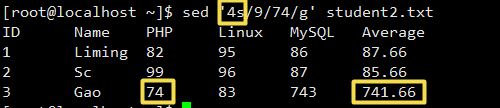 [root@localhost ~]$ sed '4s/9/74/g' student2.txt
ID Name PHP Linux MySQL Average
1 Liming 82 95 86 87.66
2 Sc 99 96 87 85.66
3 Gao 74 83 743 741.66